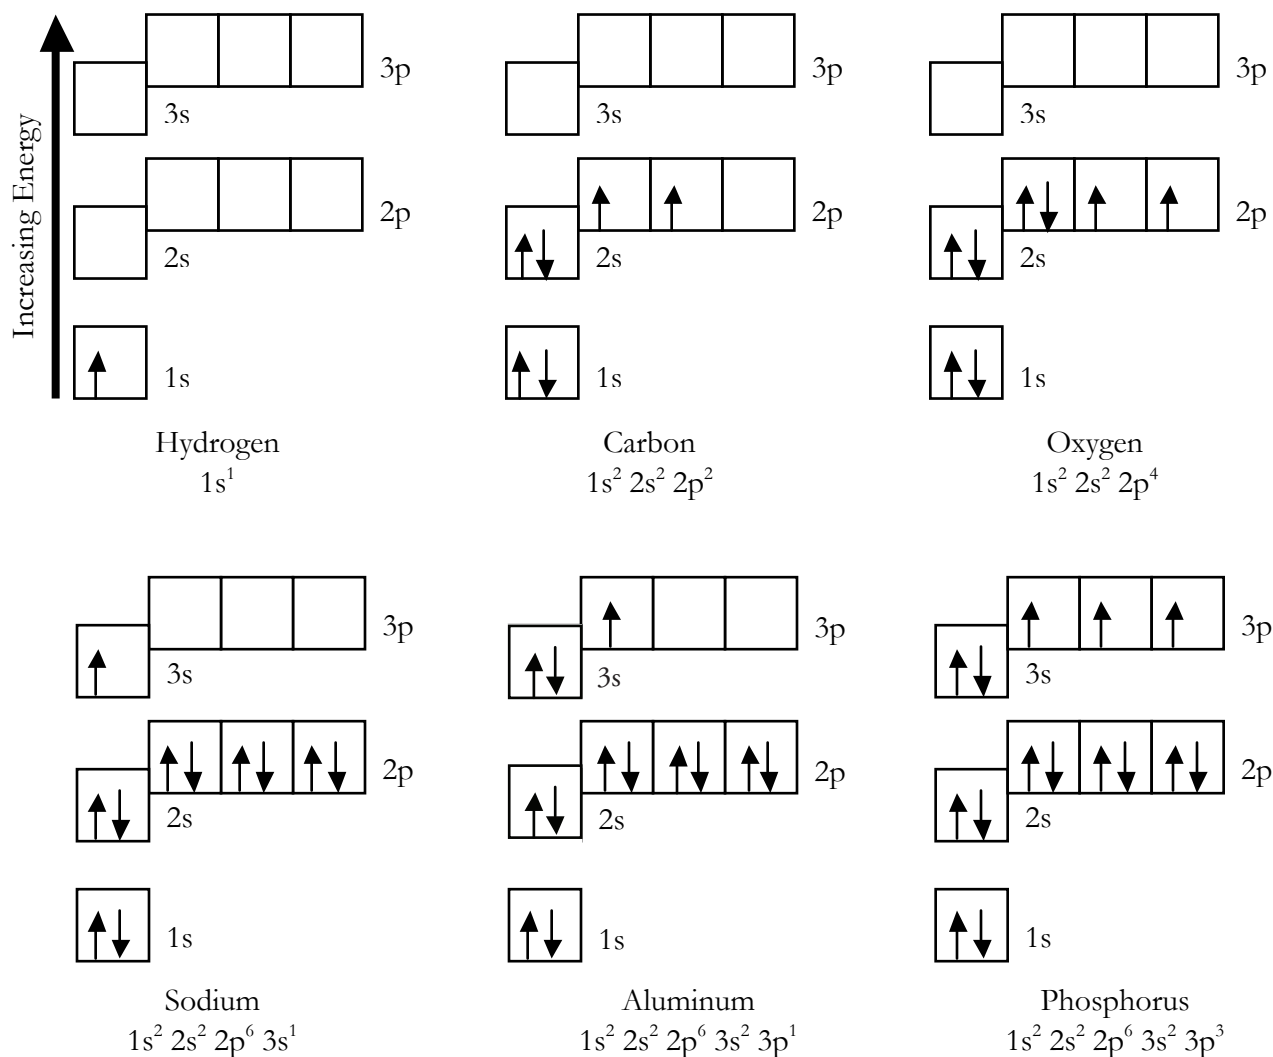 Increasing Energy
3p
3s
2p
2s
1s
Hydrogen
1s¹
3p
3s
2p
2s
1s
Carbon
1s² 2s² 2p²
3p
3s
2p
2s
1s
Oxygen
1s² 2s² 2p⁴
3p
3s
2p
2s
1s
Sodium
1s² 2s² 2p⁶ 3s¹
3p
3s
2p
2s
1s
Aluminum
1s² 2s² 2p⁶ 3s² 3p¹
3p
3s
2p
2s
1s
Phosphorus
1s² 2s² 2p⁶ 3s² 3p³